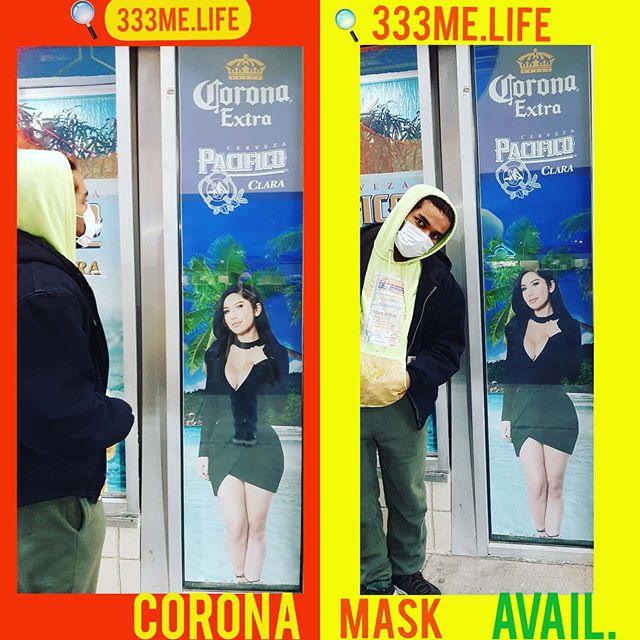 333ME.LIFE
333ME.LIFE
Corona
Extra
CERVEZA
PACIFICO
CLARA
Corona
Extra
CERVEZA
PACIFICO
CLARA
CORONA MASK AVAIL.